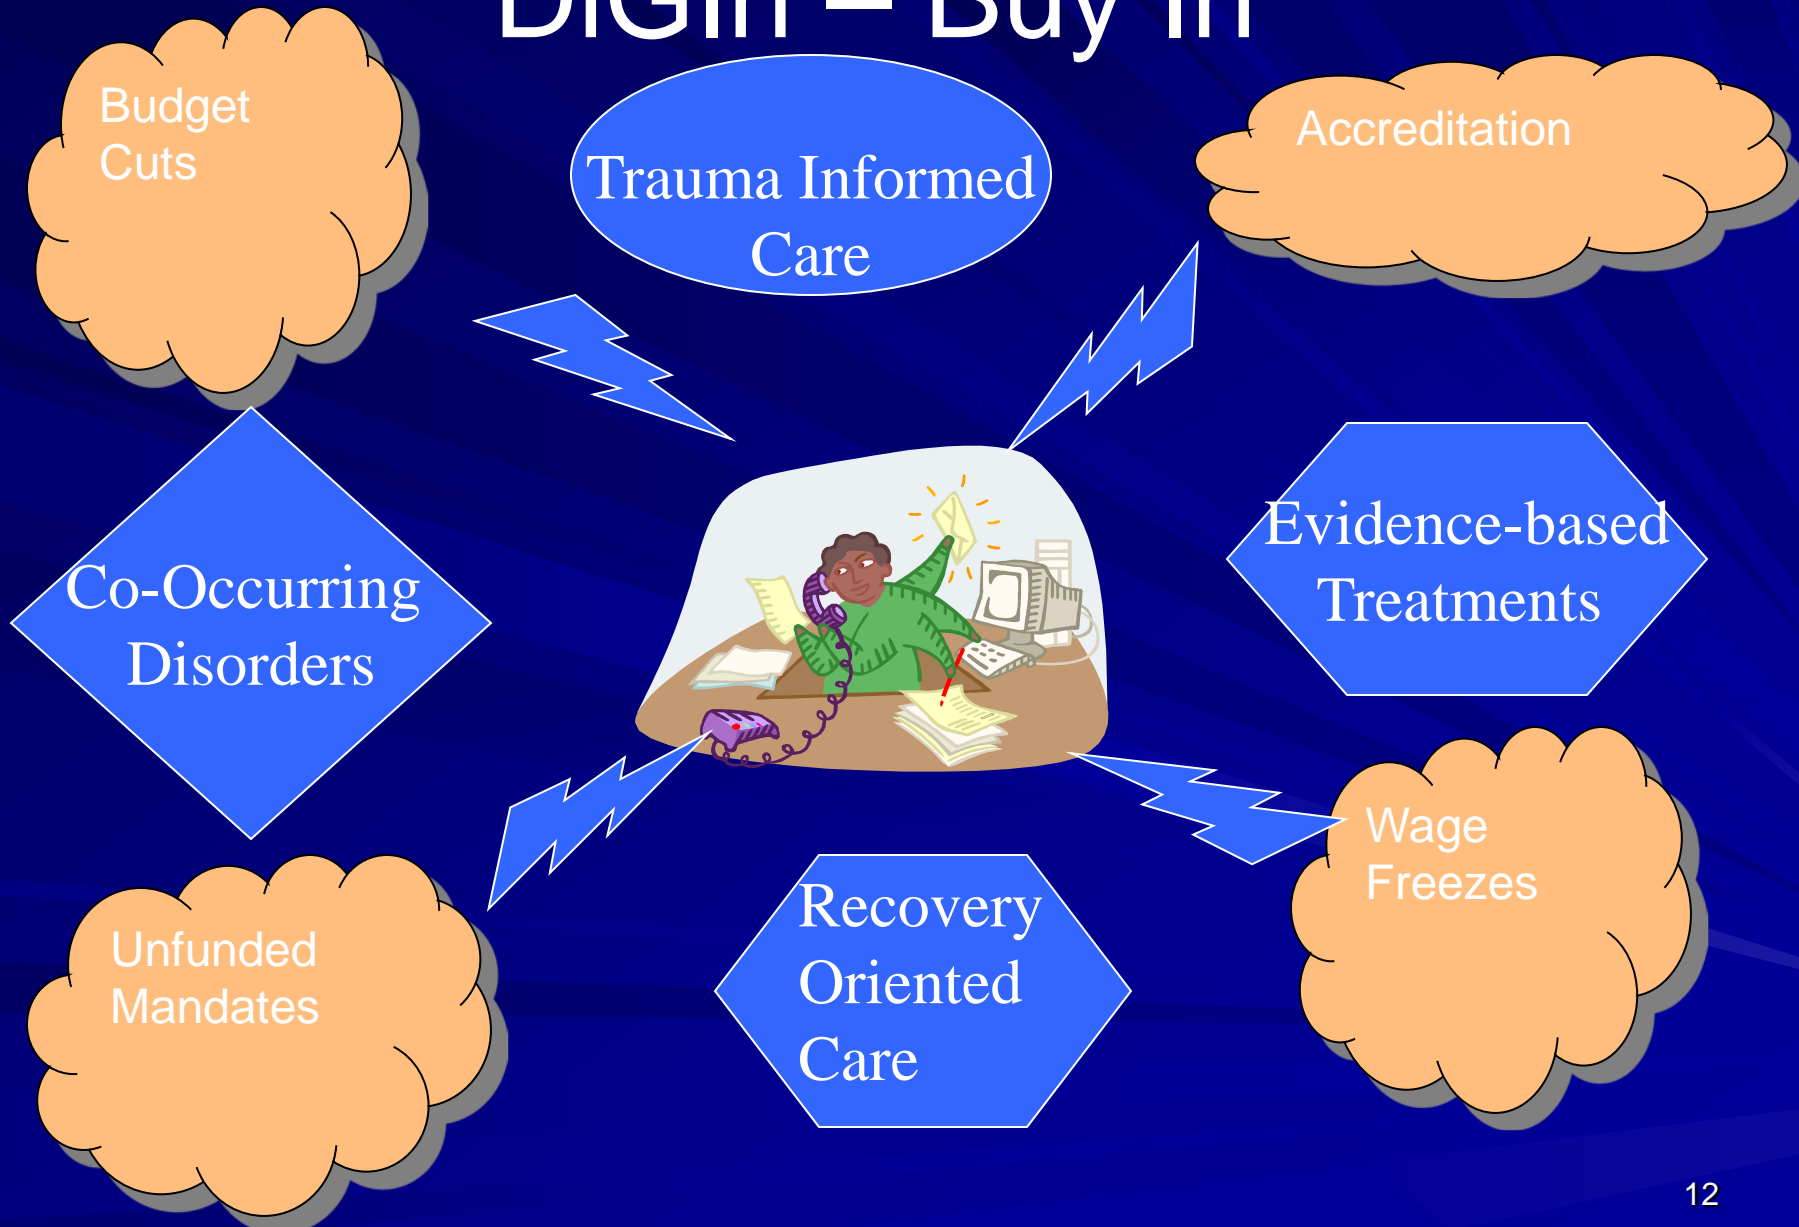 DIGIn – Buy In
Budget
Cuts
Trauma Informed
Care
Accreditation
Co-Occurring
Disorders
Evidence-based
Treatments
Unfunded
Mandates
Recovery
Oriented
Care
Wage
Freezes
12